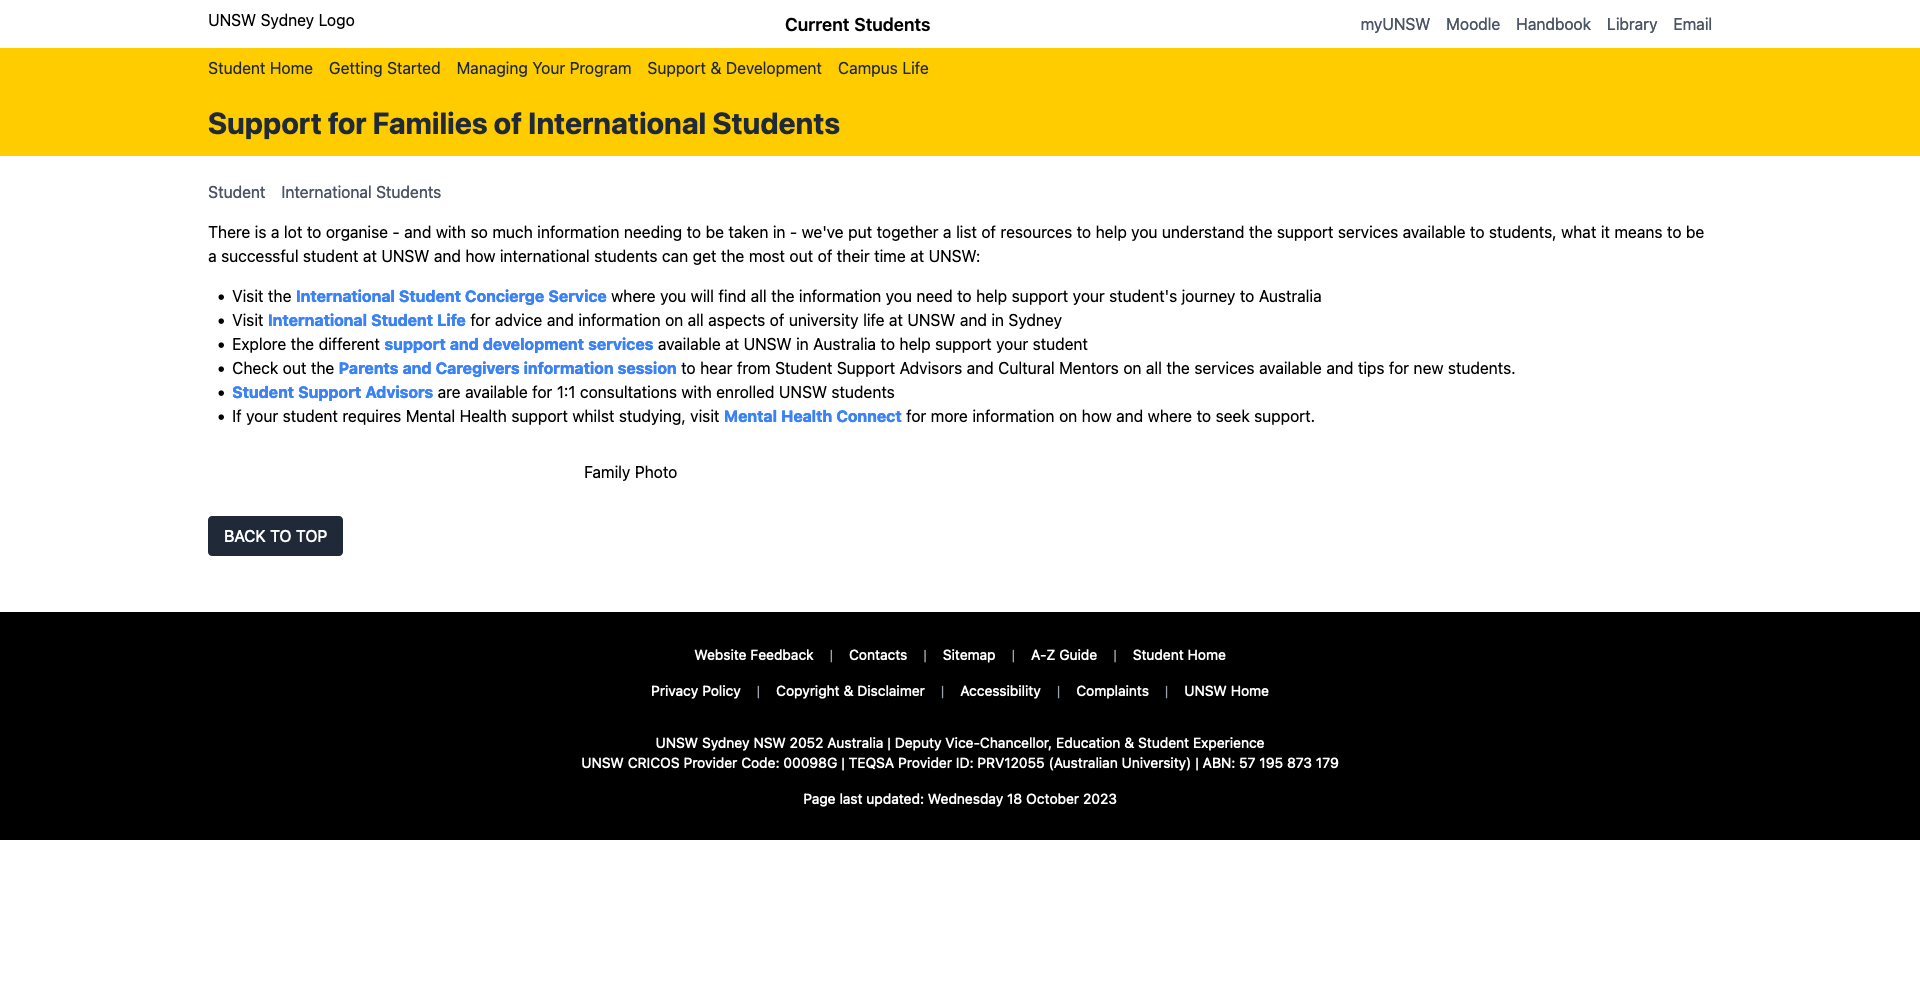 UNSW Sydney Logo
Current Students
myUNSW Moodle Handbook Library Email
Student Home Getting Started Managing Your Program Support & Development Campus Life
Support for Families of International Students
Student International Students
There is a lot to organise - and with so much information needing to be taken in - we've put together a list of resources to help you understand the support services available to students, what it means to be
a successful student at UNSW and how international students can get the most out of their time at UNSW:
• Visit the International Student Concierge Service where you will find all the information you need to help support your student's journey to Australia
• Visit International Student Life for advice and information on all aspects of university life at UNSW and in Sydney
• Explore the different support and development services available at UNSW in Australia to help support your student
• Check out the Parents and Caregivers information session to hear from Student Support Advisors and Cultural Mentors on all the services available and tips for new students.
• Student Support Advisors are available for 1:1 consultations with enrolled UNSW students
• If your student requires Mental Health support whilst studying, visit Mental Health Connect for more information on how and where to seek support.
Family Photo
BACK TO TOP
Website Feedback | Contacts | Sitemap | A-Z Guide | Student Home
Privacy Policy | Copyright & Disclaimer | Accessibility | Complaints | UNSW Home
UNSW Sydney NSW 2052 Australia | Deputy Vice-Chancellor, Education & Student Experience
UNSW CRICOS Provider Code: 00098G | TEQSA Provider ID: PRV12055 (Australian University) | ABN: 57 195 873 179
Page last updated: Wednesday 18 October 2023